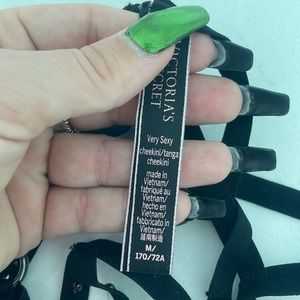 VICTORIA'S
SECRET
Very Sexy
cheekini/tanga
cheekini
made in
Vietnam/
fabriqué au
Vietnam/
hecho en
Vietnam/
fabbricato in
Vietnam/
越南制造
M/
170/72A